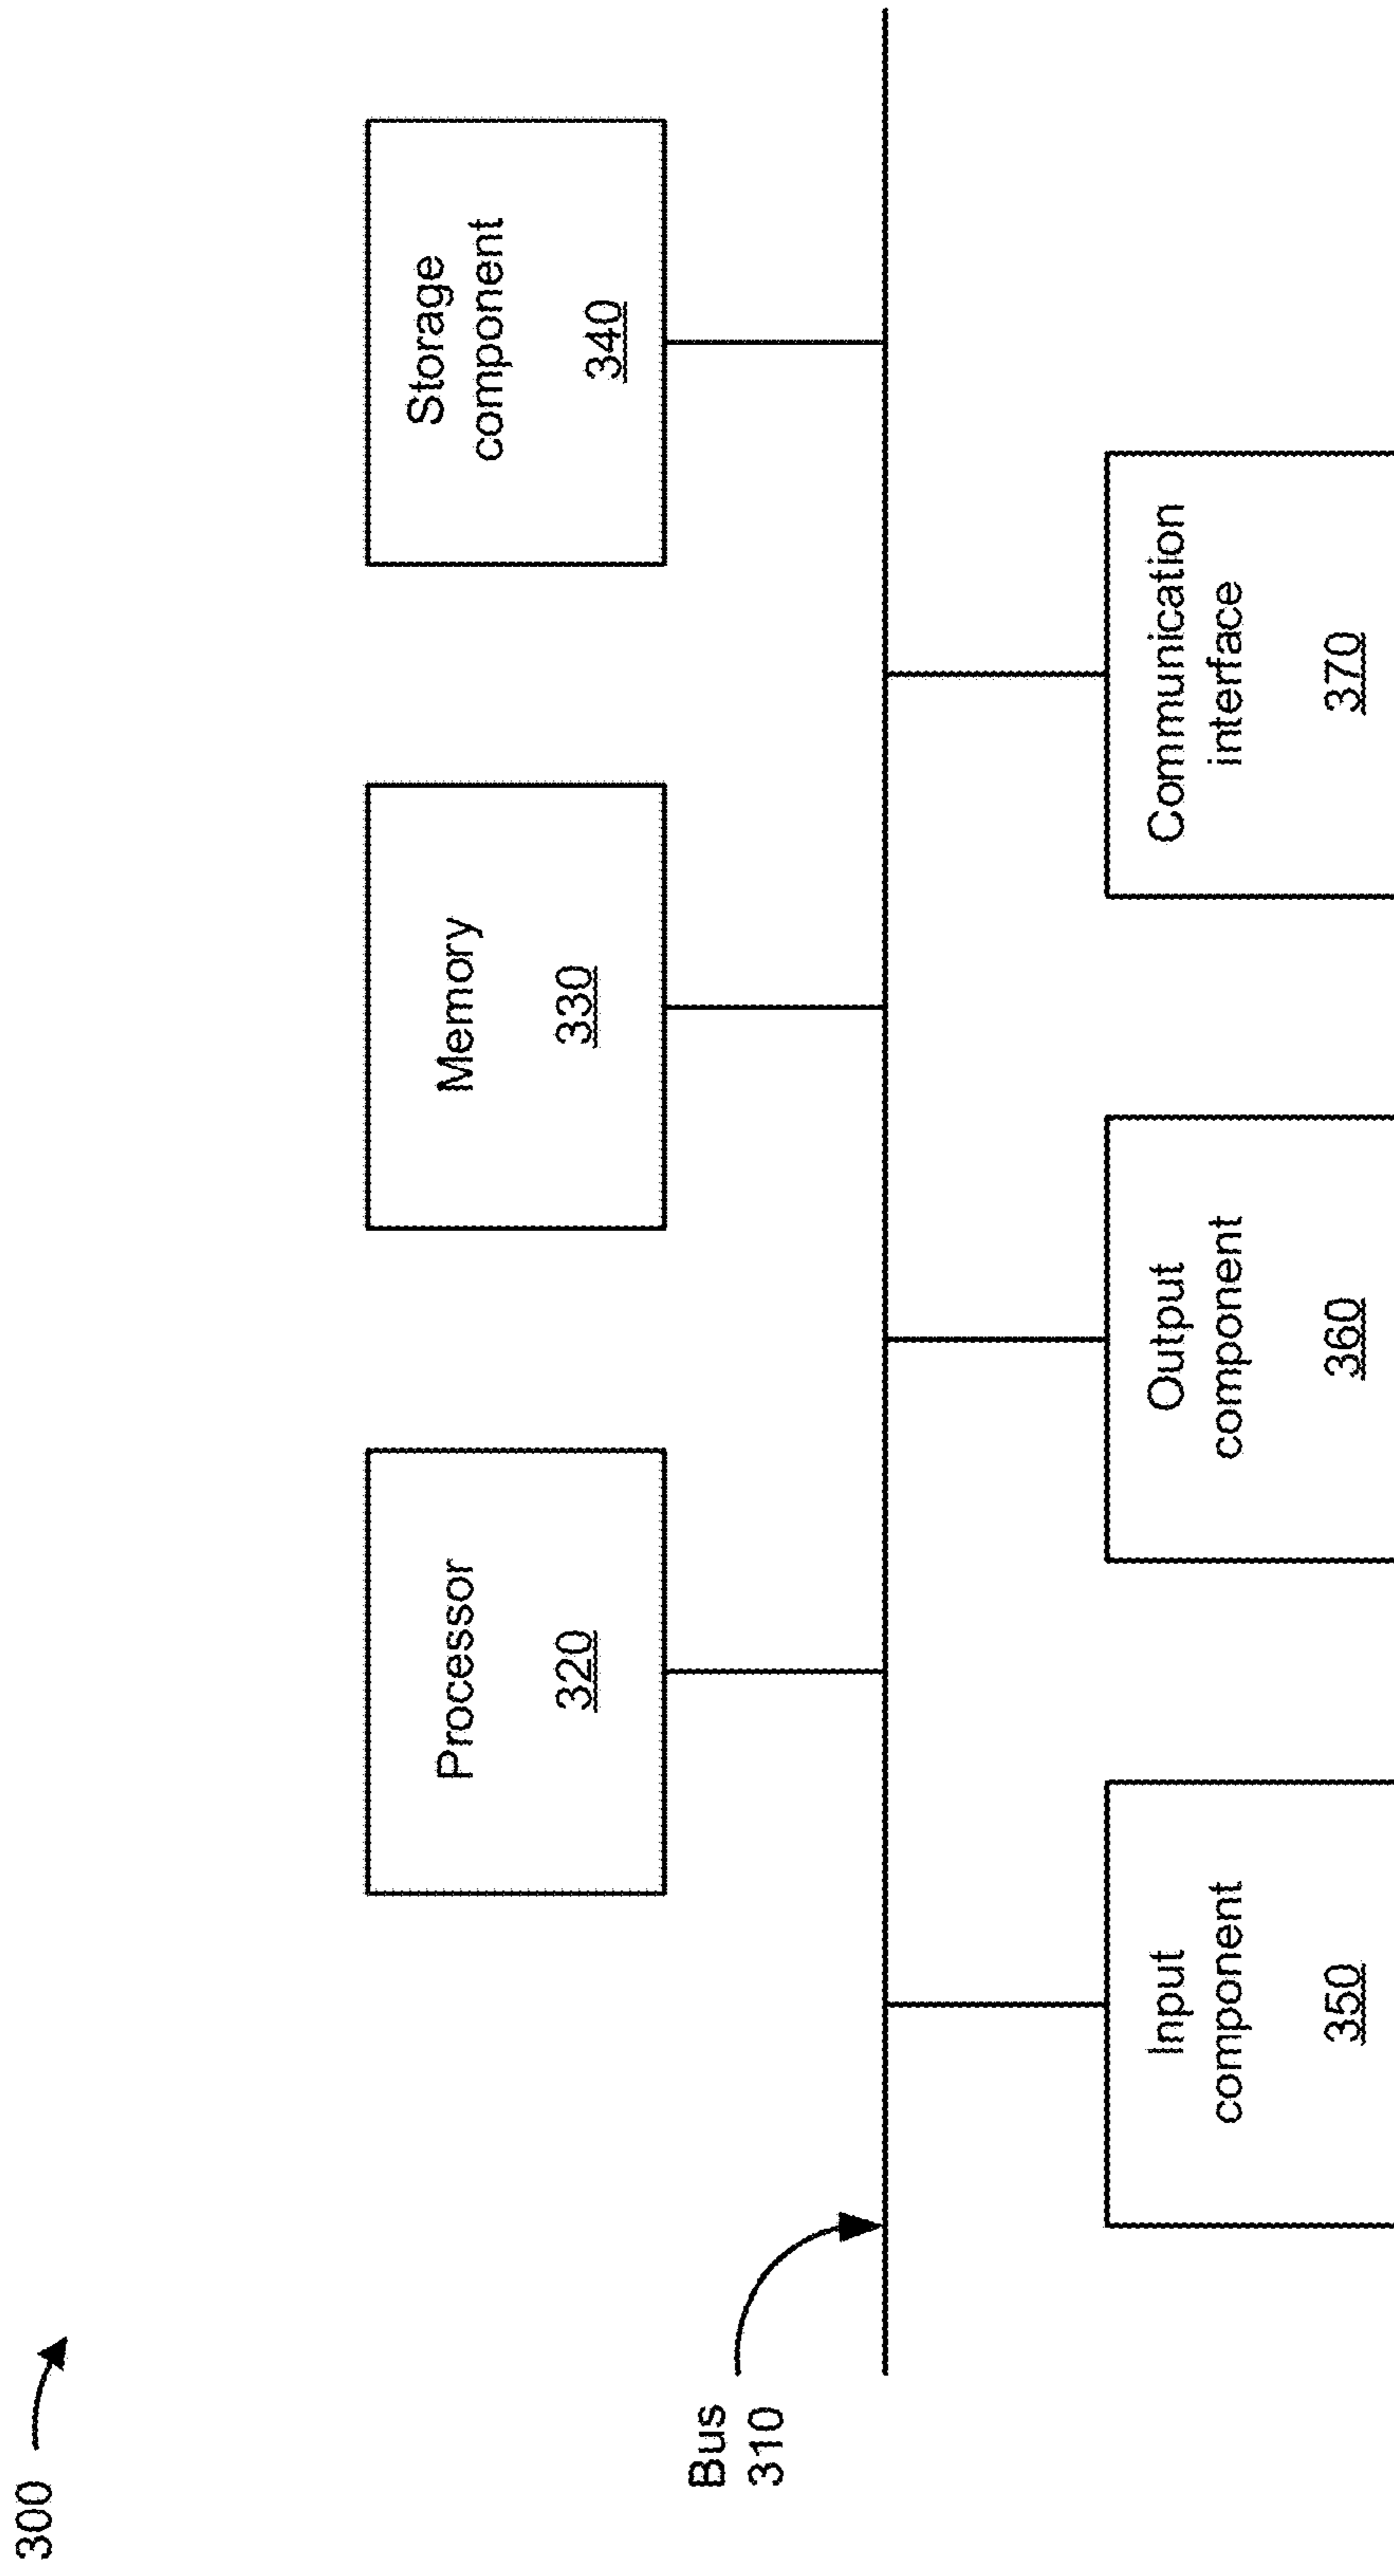 300
Bus
310
Processor
320
Memory
330
Storage
component
340
Input
component
350
Output
component
360
Communication
interface
370